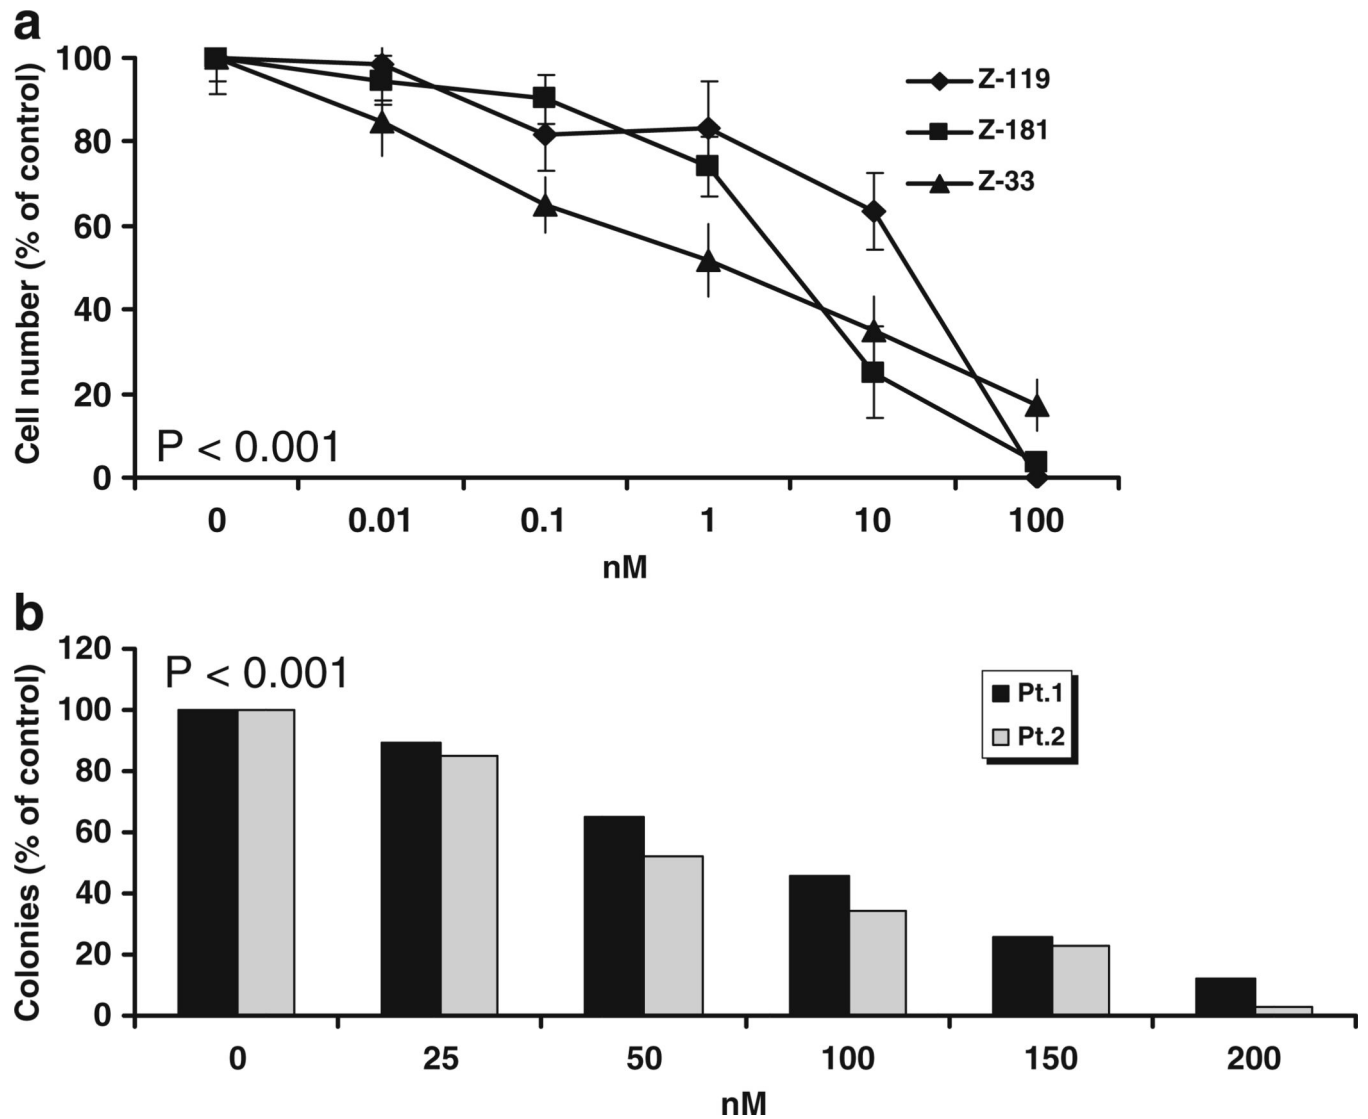 a
Cell number (% of control)
100
80
60
40
20
0
Z-119
Z-181
Z-33
P < 0.001
0 0.01 0.1 1 10 100
nM
b
Colonies (% of control)
120
100
80
60
40
20
0
P < 0.001
Pt.1
Pt.2
0 25 50 100 150 200
nM